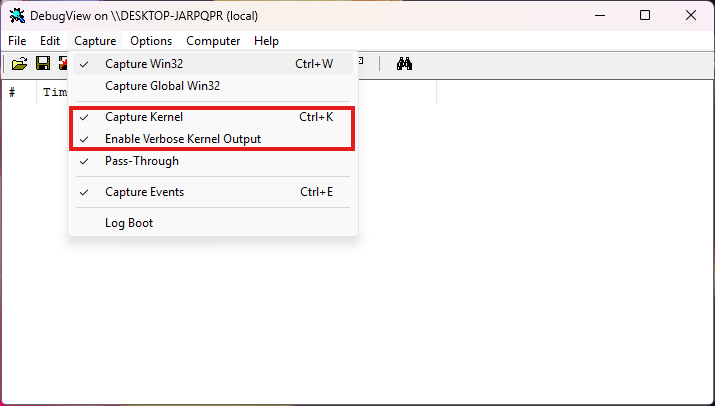 DebugView on \\DESKTOP-JARPQPR (local)
File Edit Capture Options Computer Help
Capture Win32 Ctrl+W
Capture Global Win32
# Tim
Capture Kernel Ctrl+K
Enable Verbose Kernel Output
Pass-Through
Capture Events Ctrl+E
Log Boot